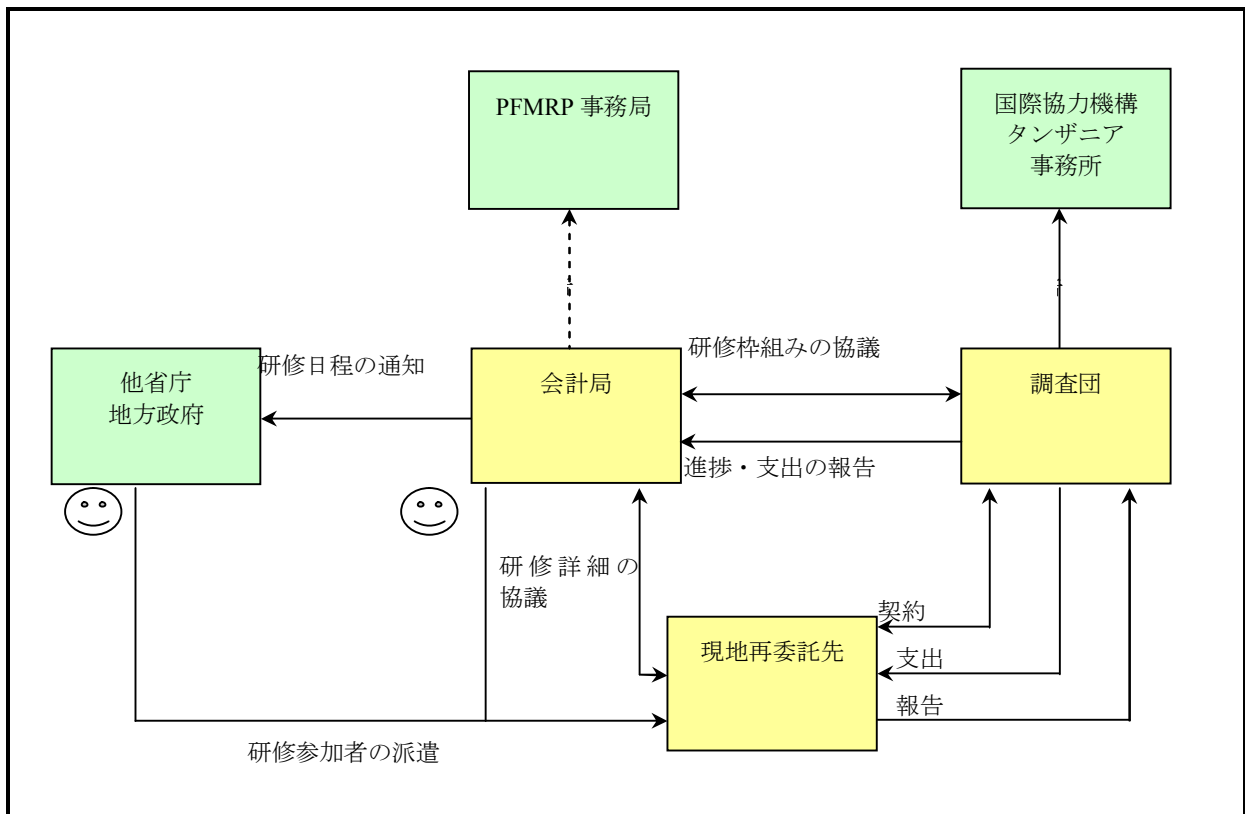 PFMRP 事務局
国際協力機構
タンザニア
事務所
研修日程の通知
研修枠組みの協議
他省庁
地方政府
会計局
調査団
進捗・支出の報告
研修詳細の
協議
契約
現地再委託先
支出
報告
研修参加者の派遣